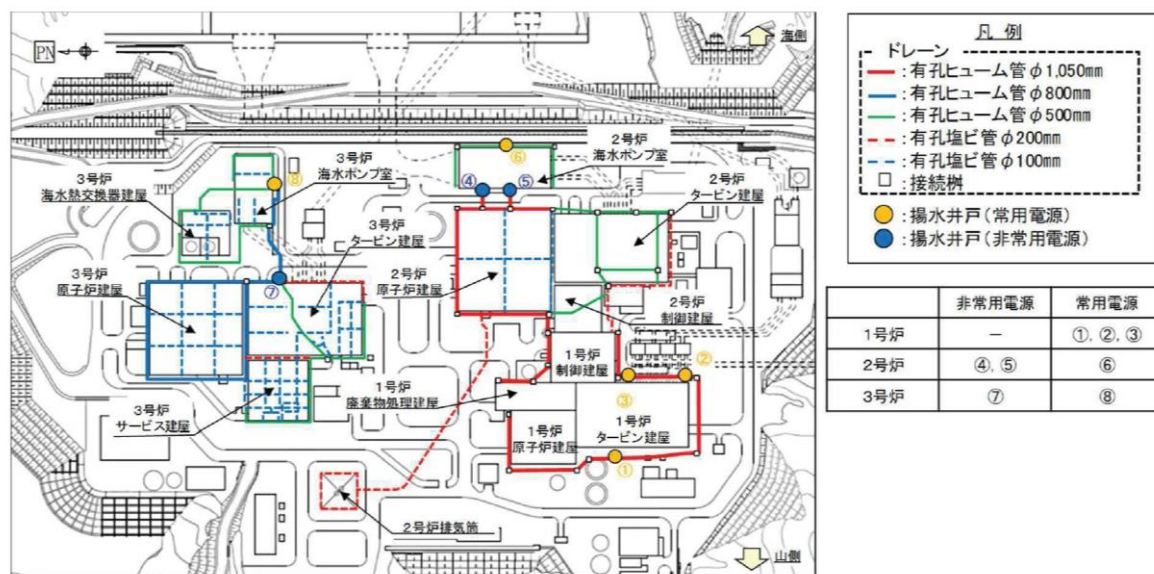 PN
海側
⑥
2号炉
海水ポンプ室
3号炉
海水ポンプ室
3号炉
海水熱交換器建屋
⑧
④
⑤
2号炉
タービン建屋
3号炉
タービン建屋
3号炉
原子炉建屋
⑦
2号炉
原子炉建屋
2号炉
制御建屋
1号炉
制御建屋
②
1号炉
廃棄物処理建屋
③
3号炉
サービス建屋
1号炉
原子炉建屋
1号炉
タービン建屋
①
2号炉排気筒
山側
凡 例
ドレーン
:有孔ヒューム管φ1,050mm
:有孔ヒューム管φ800mm
:有孔ヒューム管φ500mm
:有孔塩ビ管φ200mm
:有孔塩ビ管φ100mm
:接続桝
:揚水井戸(常用電源)
:揚水井戸(非常用電源)
非常用電源 常用電源
1号炉 － ①, ②, ③
2号炉 ④, ⑤ ⑥
3号炉 ⑦ ⑧